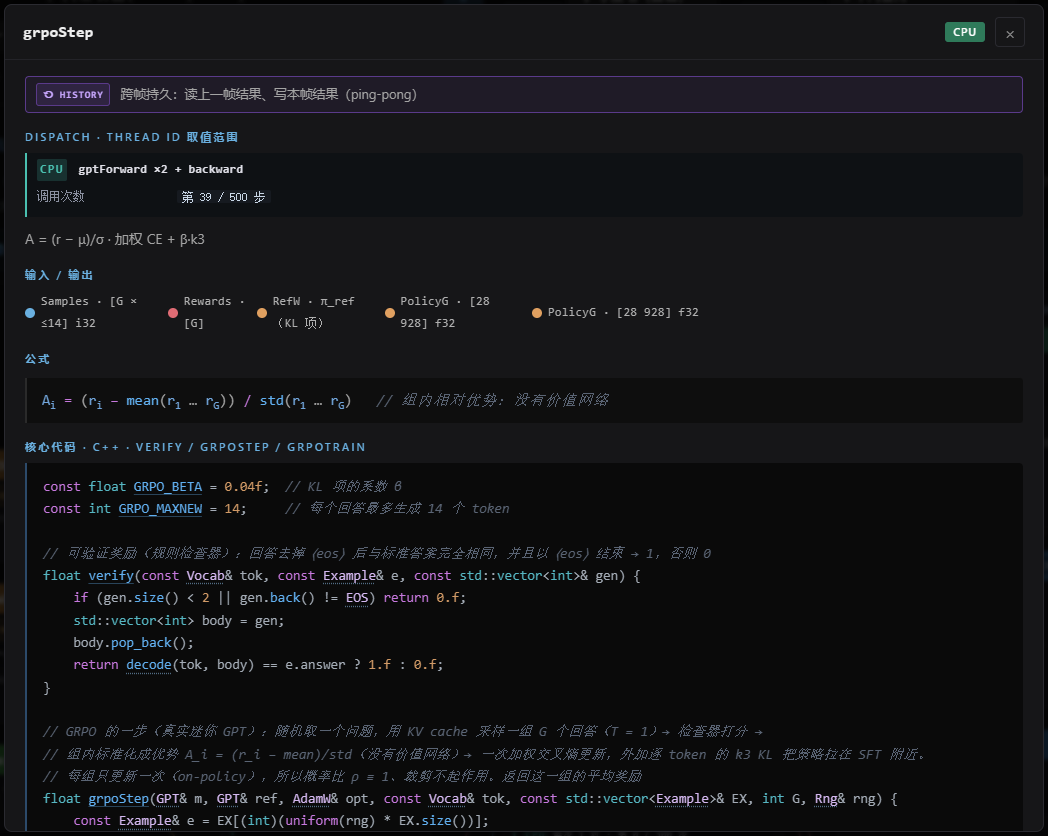 grpoStep
CPU ×
HISTORY 跨帧持久：读上一帧结果、写本帧结果（ping-pong）
DISPATCH · THREAD ID 取值范围
CPU gptForward ×2 + backward
调用次数 第 39 / 500 步
A = (r − μ)/σ · 加权 CE + β·k3
输入 / 输出
Samples · [G × ≤14] i32
Rewards · [G]
RefW · π_ref （KL 项）
PolicyG · [28 928] f32
PolicyG · [28 928] f32
公式
Ai = (ri − mean(r1 … rG)) / std(r1 … rG) // 组内相对优势：没有价值网络
核心代码 · C++ · VERIFY / GRPOSTEP / GRPOTRAIN
const float GRPO_BETA = 0.04f; // KL 项的系数 β
const int GRPO_MAXNEW = 14; // 每个回答最多生成 14 个 token
// 可验证奖励（规则检查器）：回答去掉 ⟨eos⟩ 后与标准答案完全相同，并且以 ⟨eos⟩ 结束 → 1，否则 0
float verify(const Vocab& tok, const Example& e, const std::vector<int>& gen) {
if (gen.size() < 2 || gen.back() != EOS) return 0.f;
std::vector<int> body = gen;
body.pop_back();
return decode(tok, body) == e.answer ? 1.f : 0.f;
}
// GRPO 的一步（真实迷你 GPT）：随机取一个问题，用 KV cache 采样一组 G 个回答（T = 1）→ 检查器打分 →
// 组内标准化成优势 A_i = (r_i − mean)/std（没有价值网络）→ 一次加权交叉熵更新，外加逐 token 的 k3 KL 把策略拉在 SFT 附近。
// 每组只更新一次（on-policy），所以概率比 ρ ≡ 1、裁剪不起作用。返回这一组的平均奖励
float grpoStep(GPT& m, GPT& ref, AdamW& opt, const Vocab& tok, const std::vector<Example>& EX, int G, Rng& rng) {
const Example& e = EX[(int)(uniform(rng) * EX.size())];